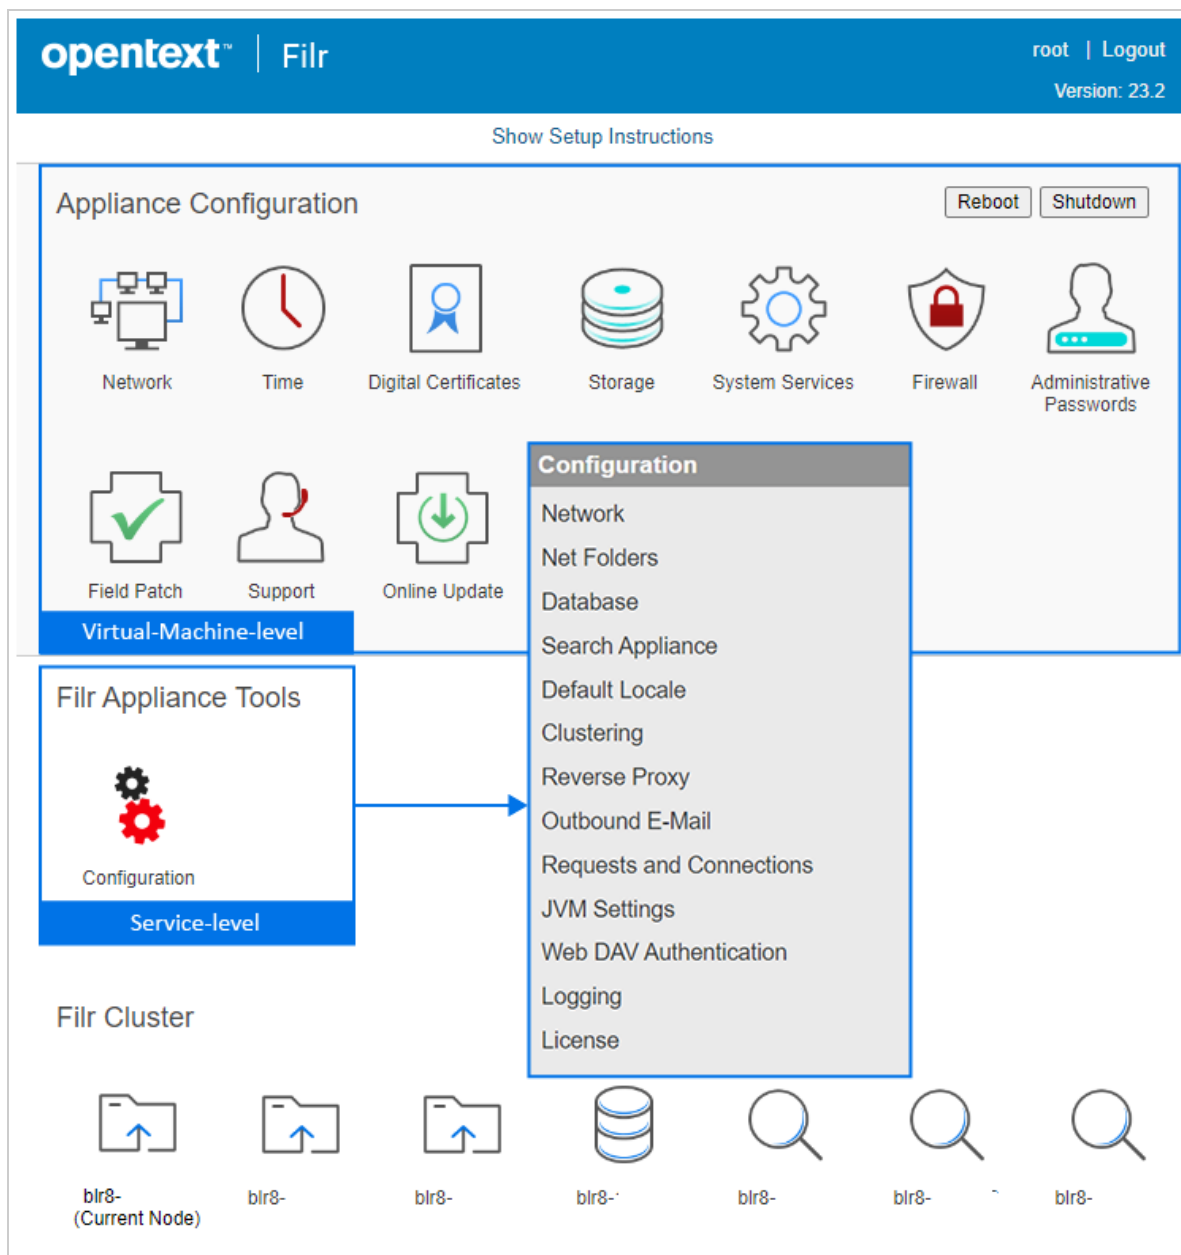 opentext™ | Filr
root | Logout
Version: 23.2
Show Setup Instructions
Appliance Configuration
Reboot
Shutdown
Network
Time
Digital Certificates
Storage
System Services
Firewall
Administrative
Passwords
Field Patch
Support
Online Update
Virtual-Machine-level
Configuration
Network
Net Folders
Database
Search Appliance
Default Locale
Clustering
Reverse Proxy
Outbound E-Mail
Requests and Connections
JVM Settings
Web DAV Authentication
Logging
License
Filr Appliance Tools
Configuration
Service-level
Filr Cluster
blr8-
(Current Node)
blr8-
blr8-
blr8-
blr8-
blr8-
blr8-